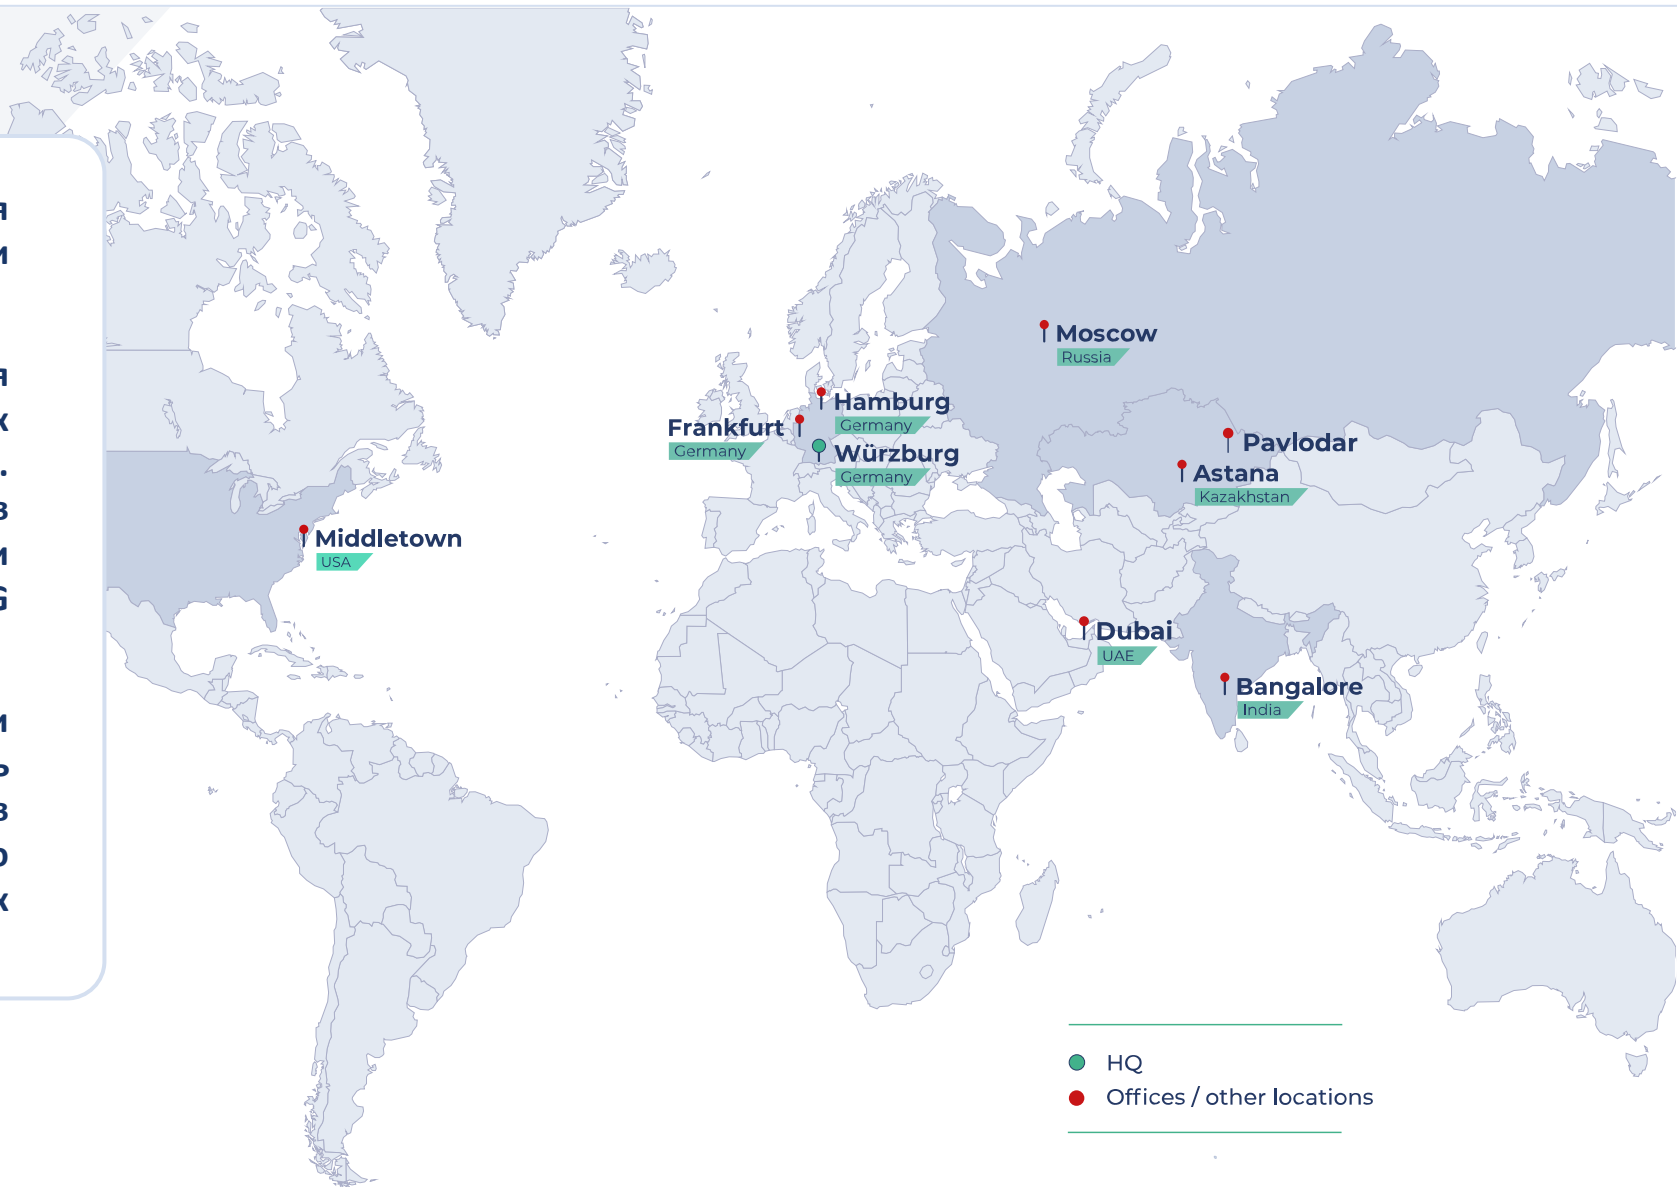 я
и
я
х
.
в
и
G
и
ь
в
о
х
Moscow
Russia
Hamburg
Germany
Frankfurt
Germany
Würzburg
Germany
Pavlodar
Astana
Kazakhstan
Middletown
USA
Dubai
UAE
Bangalore
India
HQ
Offices / other locations